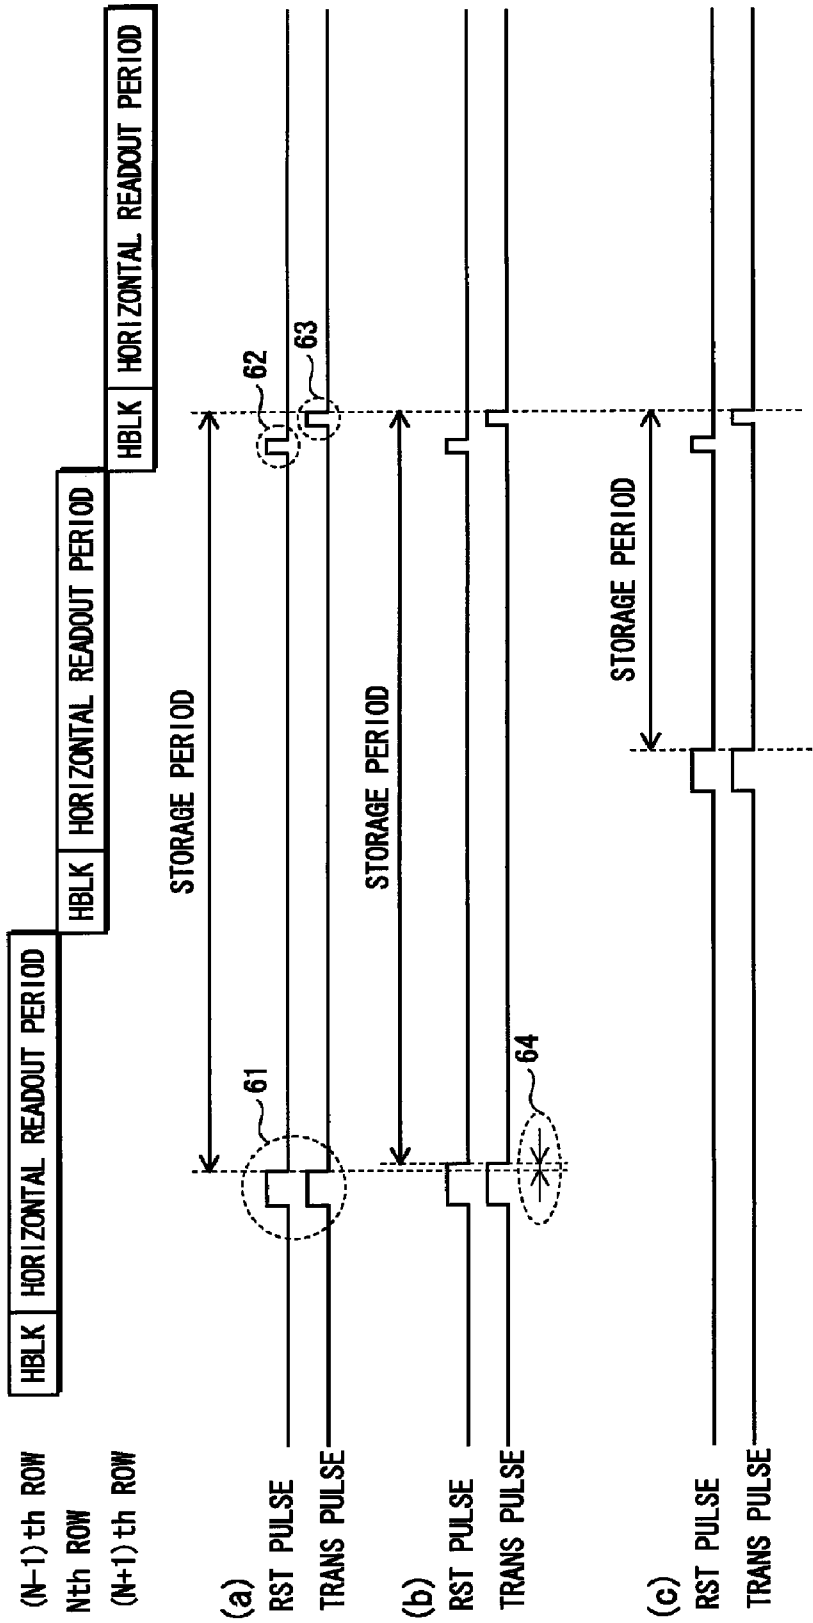 (N-1)th ROW
HBLK HORIZONTAL READOUT PERIOD
Nth ROW
HBLK HORIZONTAL READOUT PERIOD
(N+1)th ROW
HBLK HORIZONTAL READOUT PERIOD
STORAGE PERIOD
(a)
61
62
RST PULSE
63
TRANS PULSE
STORAGE PERIOD
(b)
RST PULSE
TRANS PULSE
64
STORAGE PERIOD
(c)
RST PULSE
TRANS PULSE